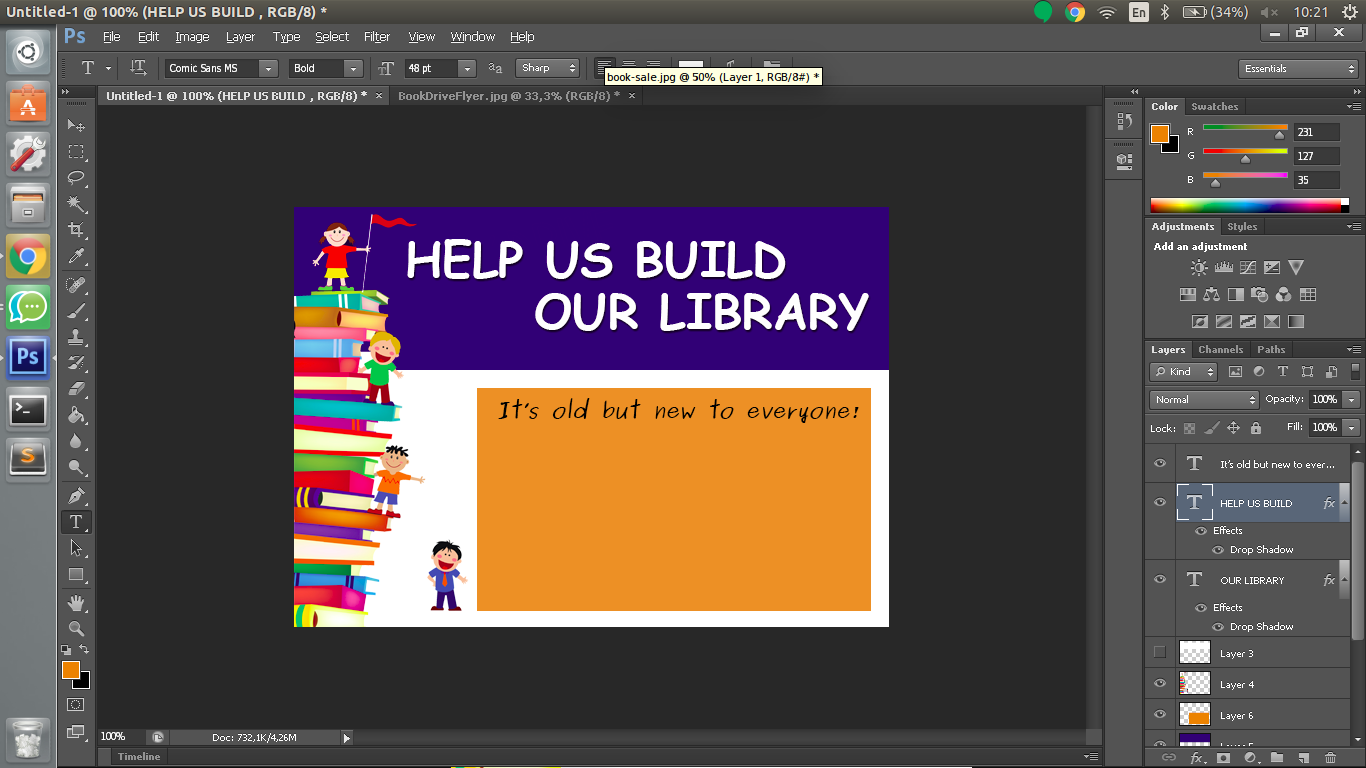 Untitled-1 @ 100% (HELP US BUILD , RGB/8) *
En
(34%)
10:21
Ps
File Edit Image Layer Type Select Filter View Window Help
T
Comic Sans MS
Bold
48 pt
Sharp
Essentials
book-sale.jpg @ 50% (Layer 1, RGB/8#) *
Untitled-1 @ 100% (HELP US BUILD , RGB/8) * ×
BookDriveFlyer.jpg @ 33,3% (RGB/8) * ×
Color Swatches
R 231
G 127
B 35
Adjustments Styles
Add an adjustment
Layers Channels Paths
Kind
Normal
Opacity: 100%
Lock:
Fill: 100%
T It's old but new to ever...
T HELP US BUILD fx
Effects
Drop Shadow
T OUR LIBRARY fx
Effects
Drop Shadow
Layer 3
Layer 4
Layer 6
Layer 5
HELP US BUILD
OUR LIBRARY
It's old but new to everyone!
Ps
S
100%
Doc: 732,1K/4,26M
Timeline